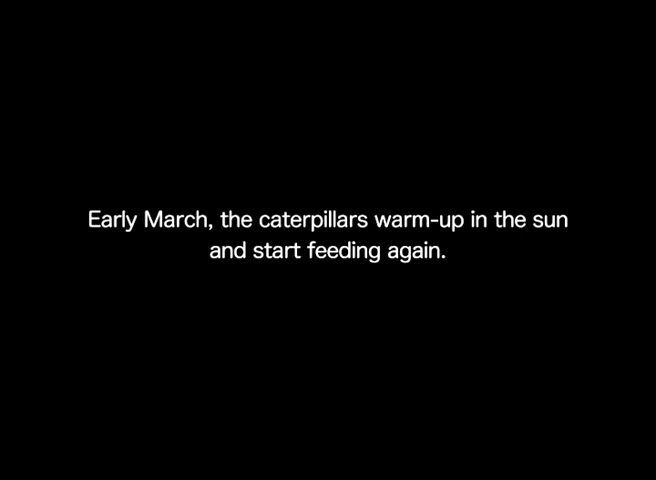 Early March, the caterpillars warm-up in the sun
and start feeding again.